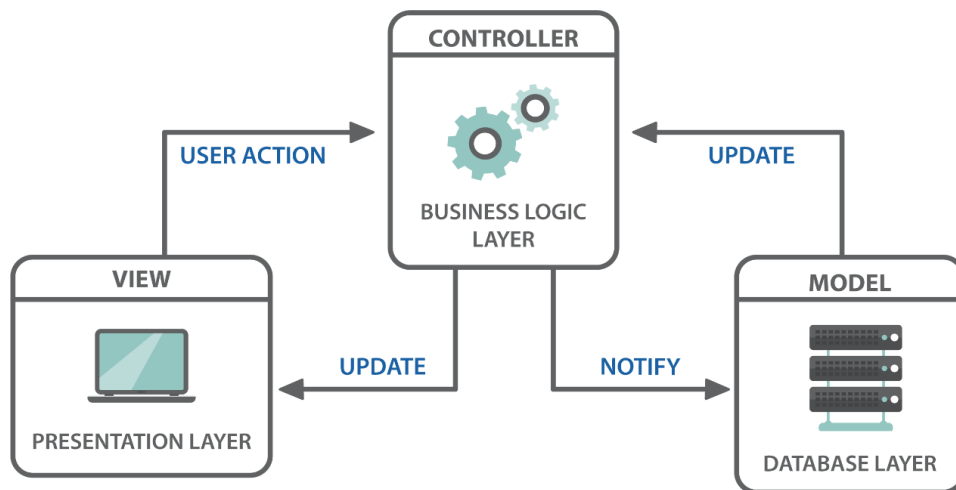 CONTROLLER
USER ACTION
UPDATE
BUSINESS LOGIC
LAYER
VIEW
MODEL
UPDATE
NOTIFY
PRESENTATION LAYER
DATABASE LAYER